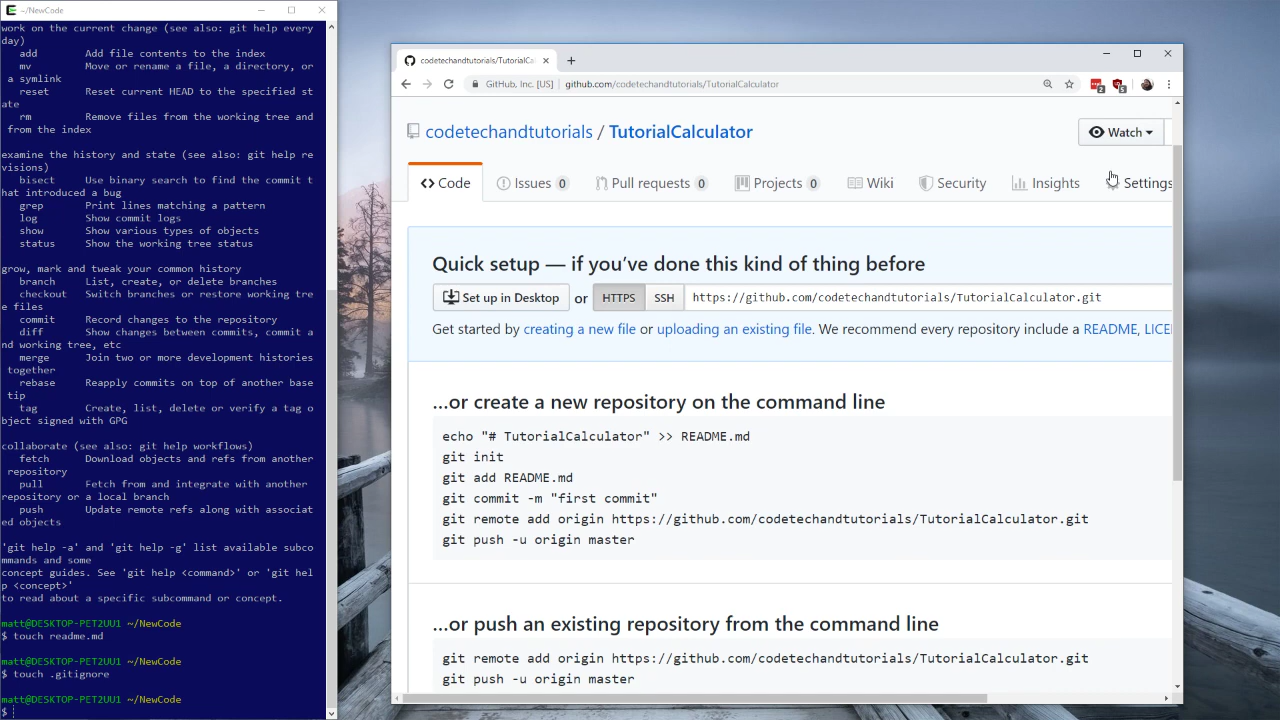 ~/NewCode
work on the current change (see also: git help every
day)
add Add file contents to the index
mv Move or rename a file, a directory, or
a symlink
reset Reset current HEAD to the specified st
ate
rm Remove files from the working tree and
from the index
examine the history and state (see also: git help re
visions)
bisect Use binary search to find the commit t
hat introduced a bug
grep Print lines matching a pattern
log Show commit logs
show Show various types of objects
status Show the working tree status
grow, mark and tweak your common history
branch List, create, or delete branches
checkout Switch branches or restore working tre
e files
commit Record changes to the repository
diff Show changes between commits, commit a
nd working tree, etc
merge Join two or more development histories
together
rebase Reapply commits on top of another base
tip
tag Create, list, delete or verify a tag o
bject signed with GPG
collaborate (see also: git help workflows)
fetch Download objects and refs from another
repository
pull Fetch from and integrate with another
repository or a local branch
push Update remote refs along with associat
ed objects
'git help -a' and 'git help -g' list available subco
mmands and some
concept guides. See 'git help <command>' or 'git hel
p <concept>'
to read about a specific subcommand or concept.
matt@DESKTOP-PET2UU1 ~/NewCode
$ touch readme.md
matt@DESKTOP-PET2UU1 ~/NewCode
$ touch .gitignore
matt@DESKTOP-PET2UU1 ~/NewCode
$
codetechandtutorials/TutorialCa
GitHub, Inc. [US] github.com/codetechandtutorials/TutorialCalculator
2
5
codetechandtutorials / TutorialCalculator
Watch
Code
Issues 0
Pull requests 0
Projects 0
Wiki
Security
Insights
Settings
Quick setup — if you've done this kind of thing before
Set up in Desktop or HTTPS SSH https://github.com/codetechandtutorials/TutorialCalculator.git
Get started by creating a new file or uploading an existing file. We recommend every repository include a README, LICE
...or create a new repository on the command line
echo "# TutorialCalculator" >> README.md
git init
git add README.md
git commit -m "first commit"
git remote add origin https://github.com/codetechandtutorials/TutorialCalculator.git
git push -u origin master
...or push an existing repository from the command line
git remote add origin https://github.com/codetechandtutorials/TutorialCalculator.git
git push -u origin master